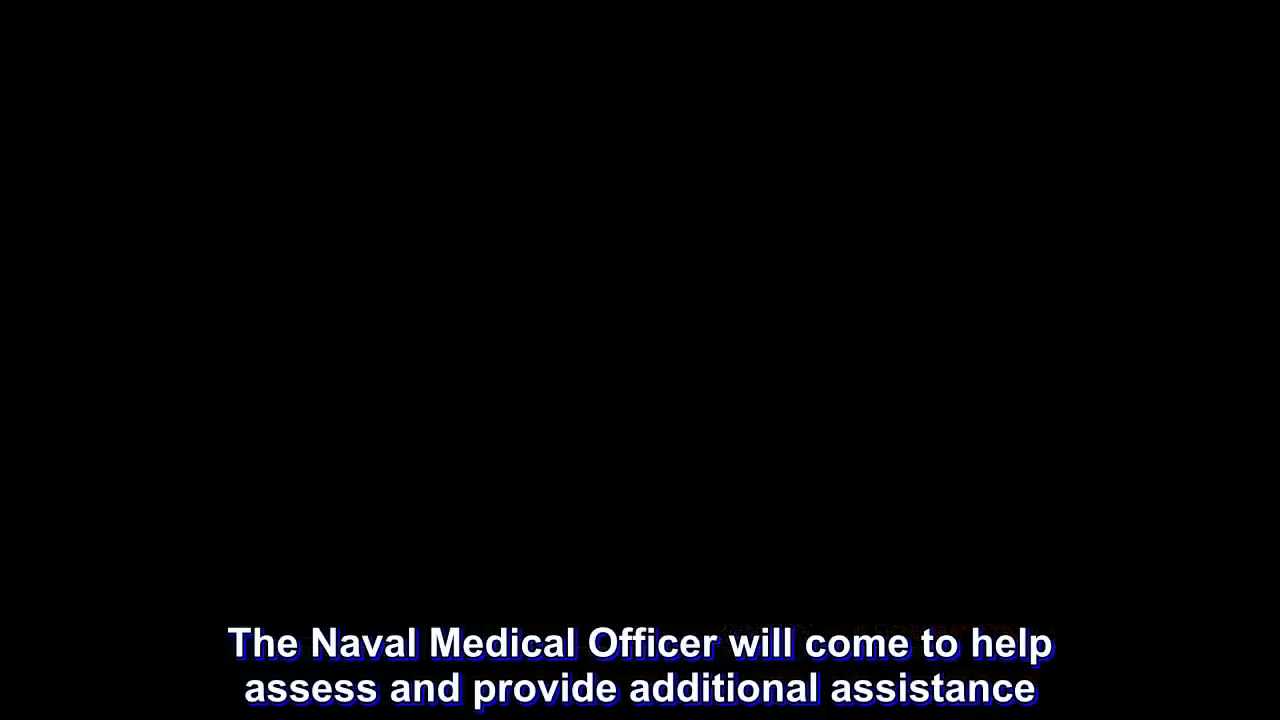 The Naval Medical Officer will come to help
assess and provide additional assistance